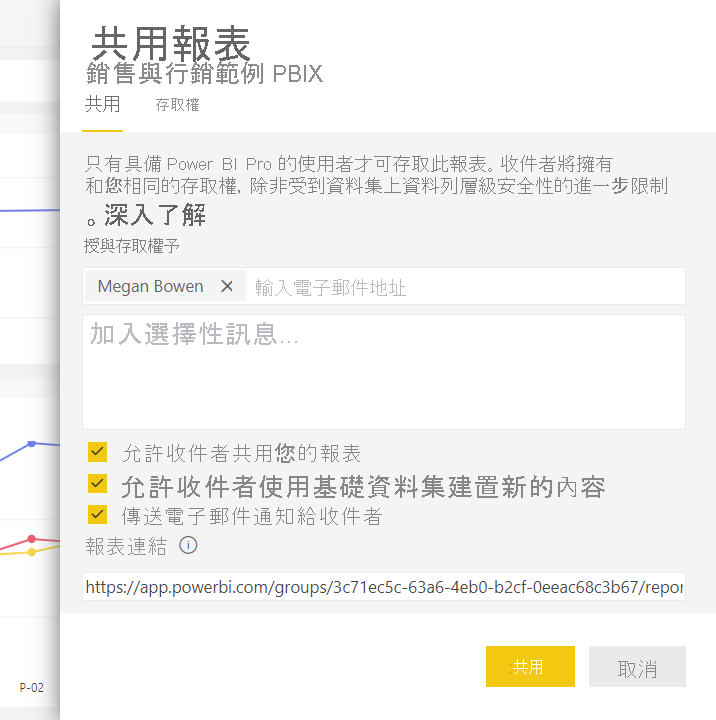 共用報表
銷售與行銷範例 PBIX
共用
存取權
只有具備 Power BI Pro 的使用者才可存取此報表。收件者將擁有
和您相同的存取權, 除非受到資料集上資料列層級安全性的進一步限制
。深入了解
授與存取權予
Megan Bowen
輸入電子郵件地址
加入選擇性訊息...
允許收件者共用您的報表
允許收件者使用基礎資料集建置新的內容
傳送電子郵件通知給收件者
報表連結
https://app.powerbi.com/groups/3c71ec5c-63a6-4eb0-b2cf-0eeac68c3b67/repor
P-02
共用
取消